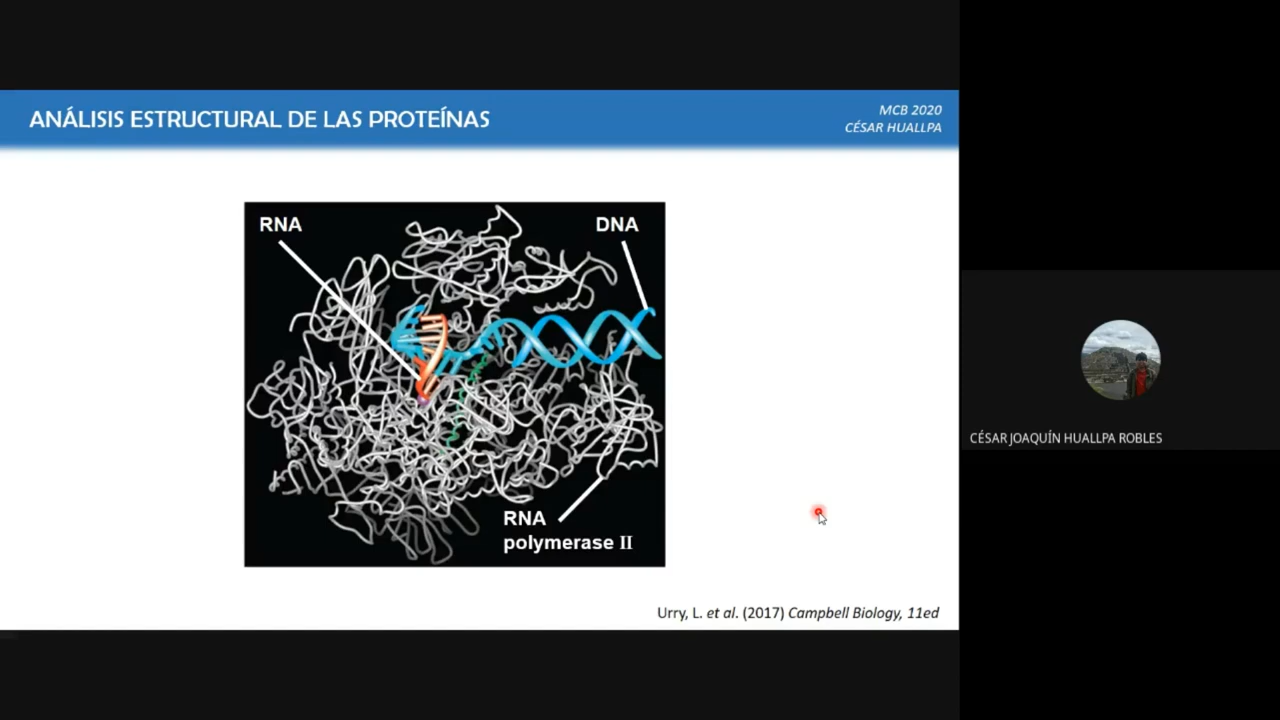 ANÁLISIS ESTRUCTURAL DE LAS PROTEÍNAS
MCB 2020
CÉSAR HUALLPA
RNA
DNA
RNA
polymerase II
Urry, L. et al. (2017) Campbell Biology, 11ed
CÉSAR JOAQUÍN HUALLPA ROBLES